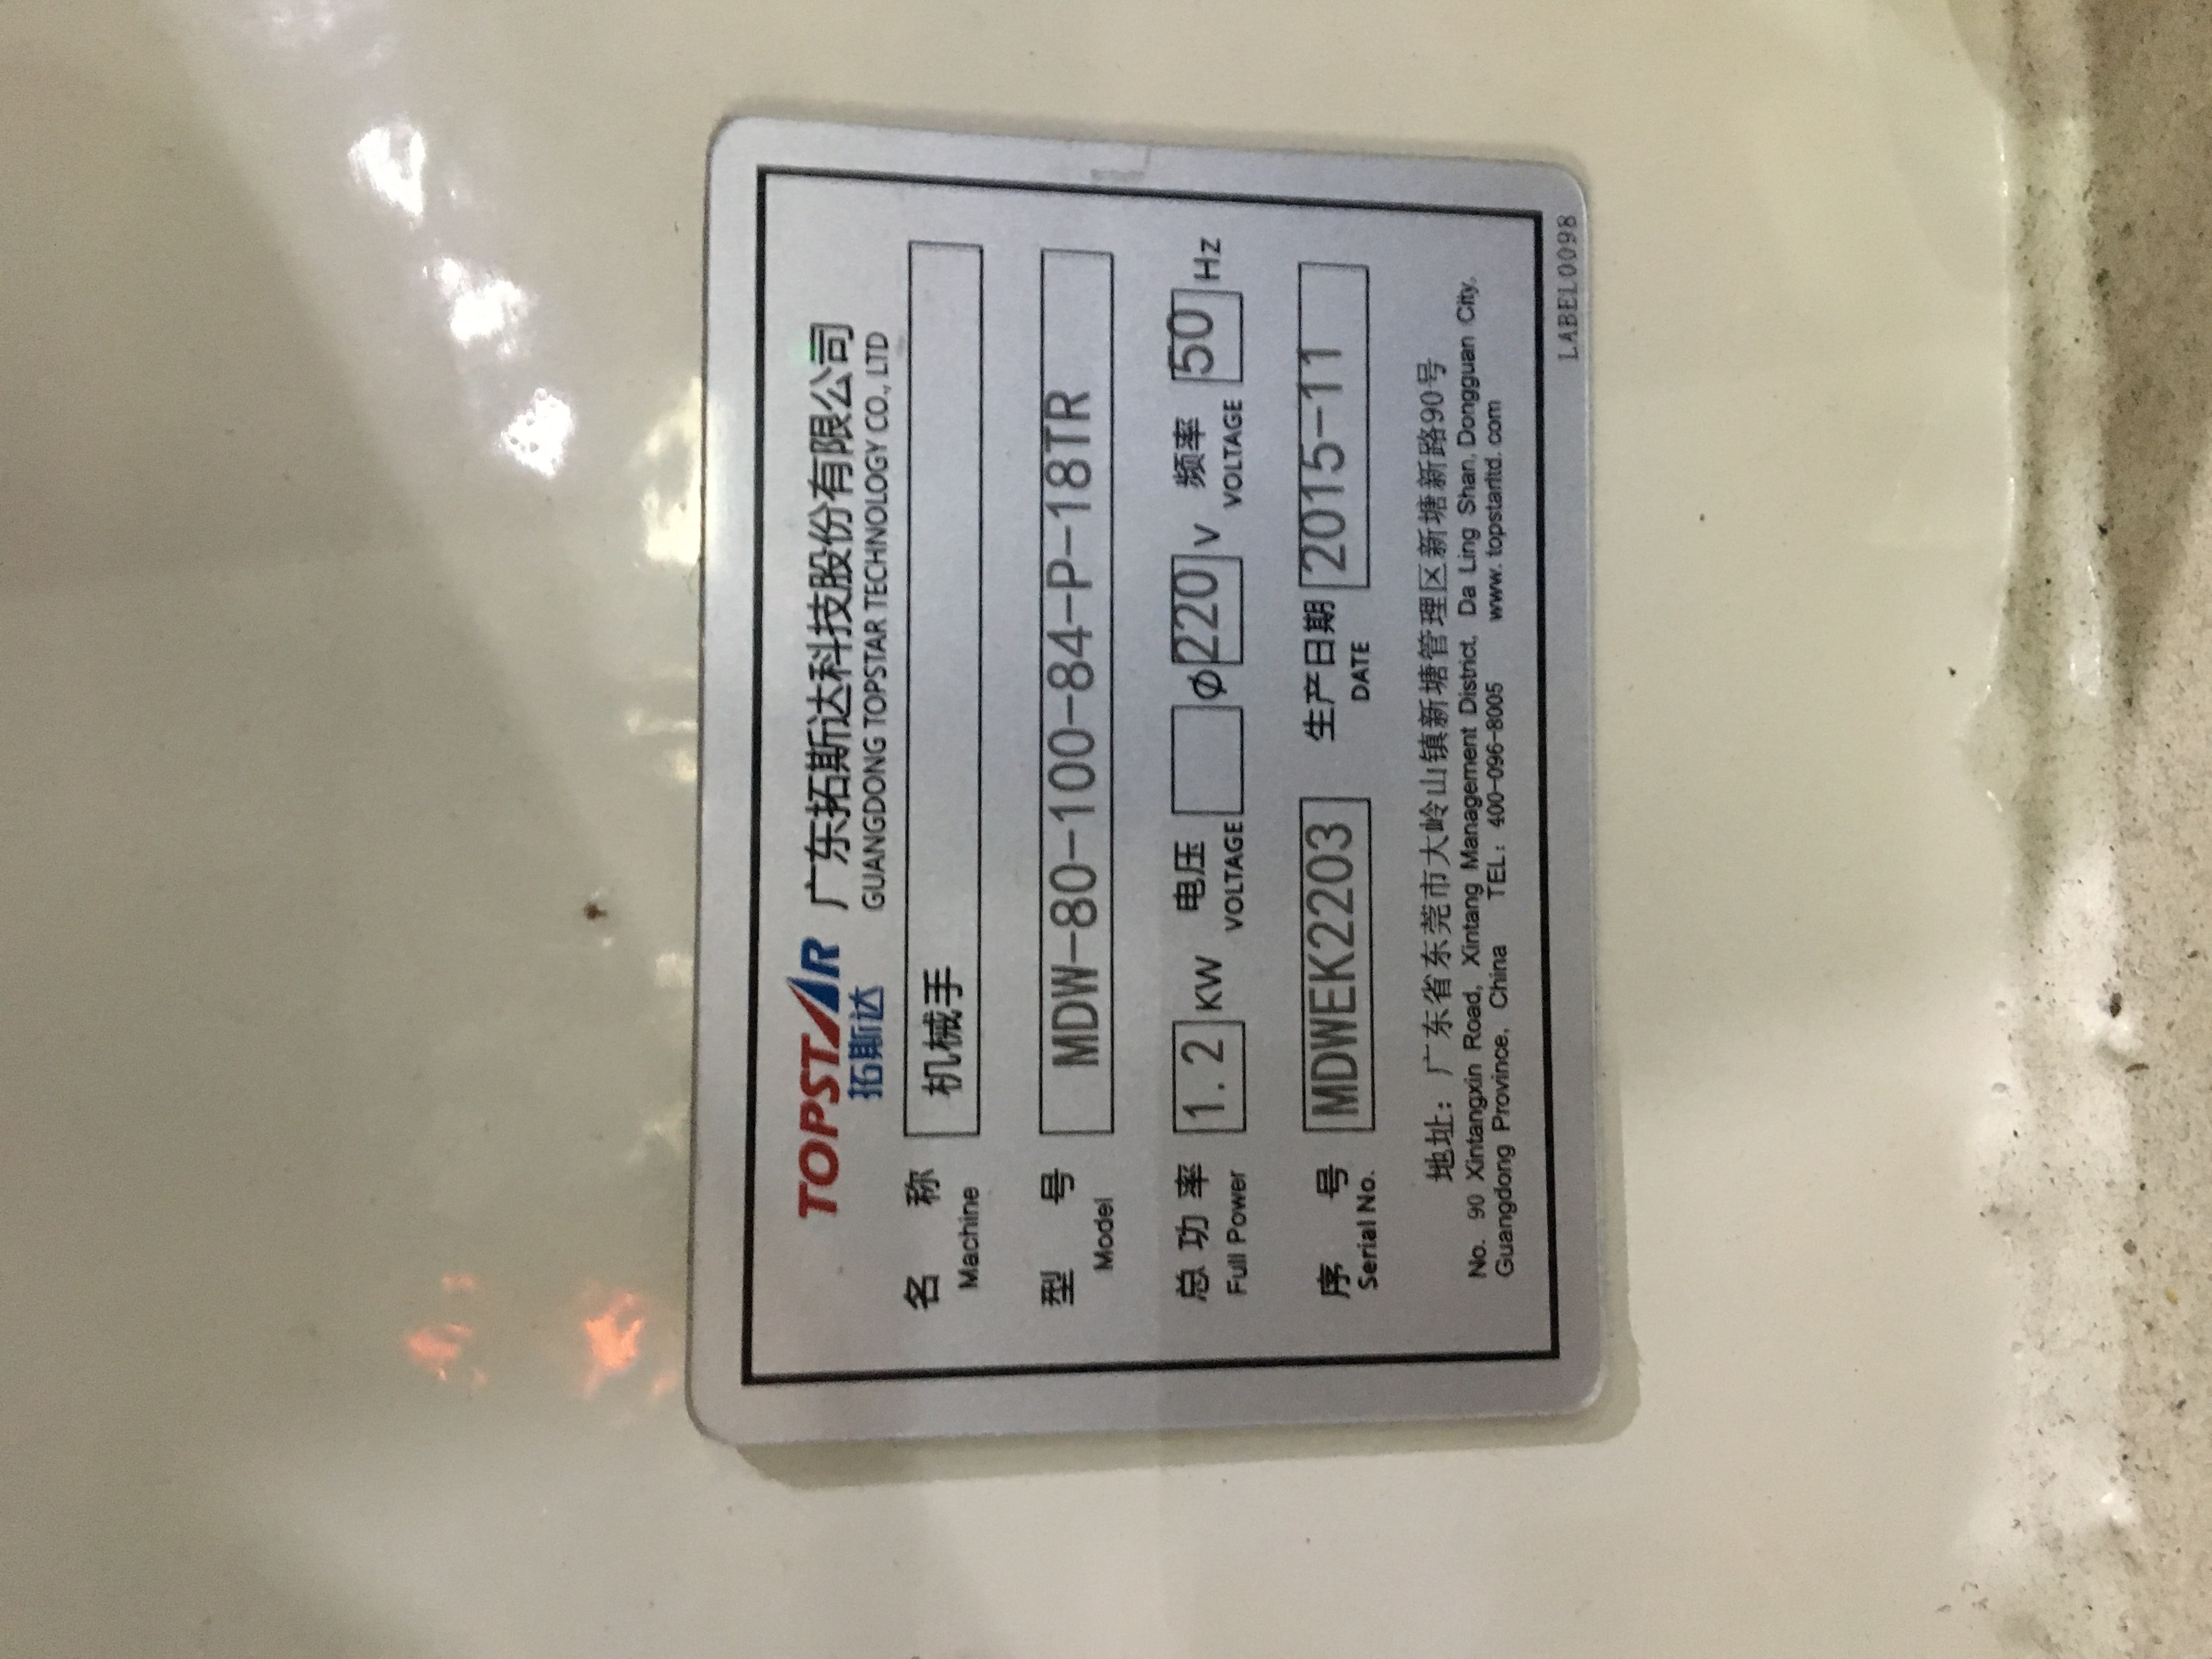 TOPSTAR 广东拓斯达科技股份有限公司
拓斯达 GUANGDONG TOPSTAR TECHNOLOGY CO., LTD
名 称 机械手
Machine
型 号 MDW-80-100-84-P-18TR
Model
总功率 1.2 KW 电压 Φ 220 V 频率 50 Hz
Full Power VOLTAGE VOLTAGE
序 号 MDWEK2203 生产日期 2015-11
Serial No. DATE
地址：广东省东莞市大岭山镇新塘管理区新塘新路90号
No. 90 Xintangxin Road, Xintang Management District, Da Ling Shan, Dongguan City,
Guangdong Province, China TEL: 400-096-8005 www.topstarltd.com
LABEL0098